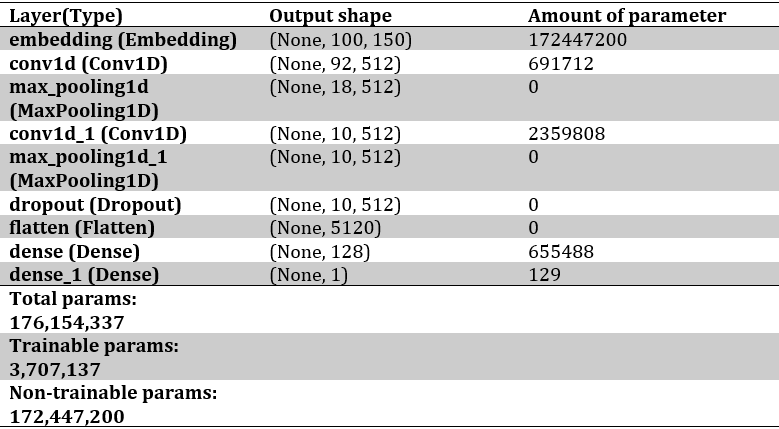 Layer(Type) Output shape Amount of parameter
embedding (Embedding) (None, 100, 150) 172447200
conv1d (Conv1D) (None, 92, 512) 691712
max_pooling1d (None, 18, 512) 0
(MaxPooling1D)
conv1d_1 (Conv1D) (None, 10, 512) 2359808
max_pooling1d_1 (None, 10, 512) 0
(MaxPooling1D)
dropout (Dropout) (None, 10, 512) 0
flatten (Flatten) (None, 5120) 0
dense (Dense) (None, 128) 655488
dense_1 (Dense) (None, 1) 129
Total params:
176,154,337
Trainable params:
3,707,137
Non-trainable params:
172,447,200